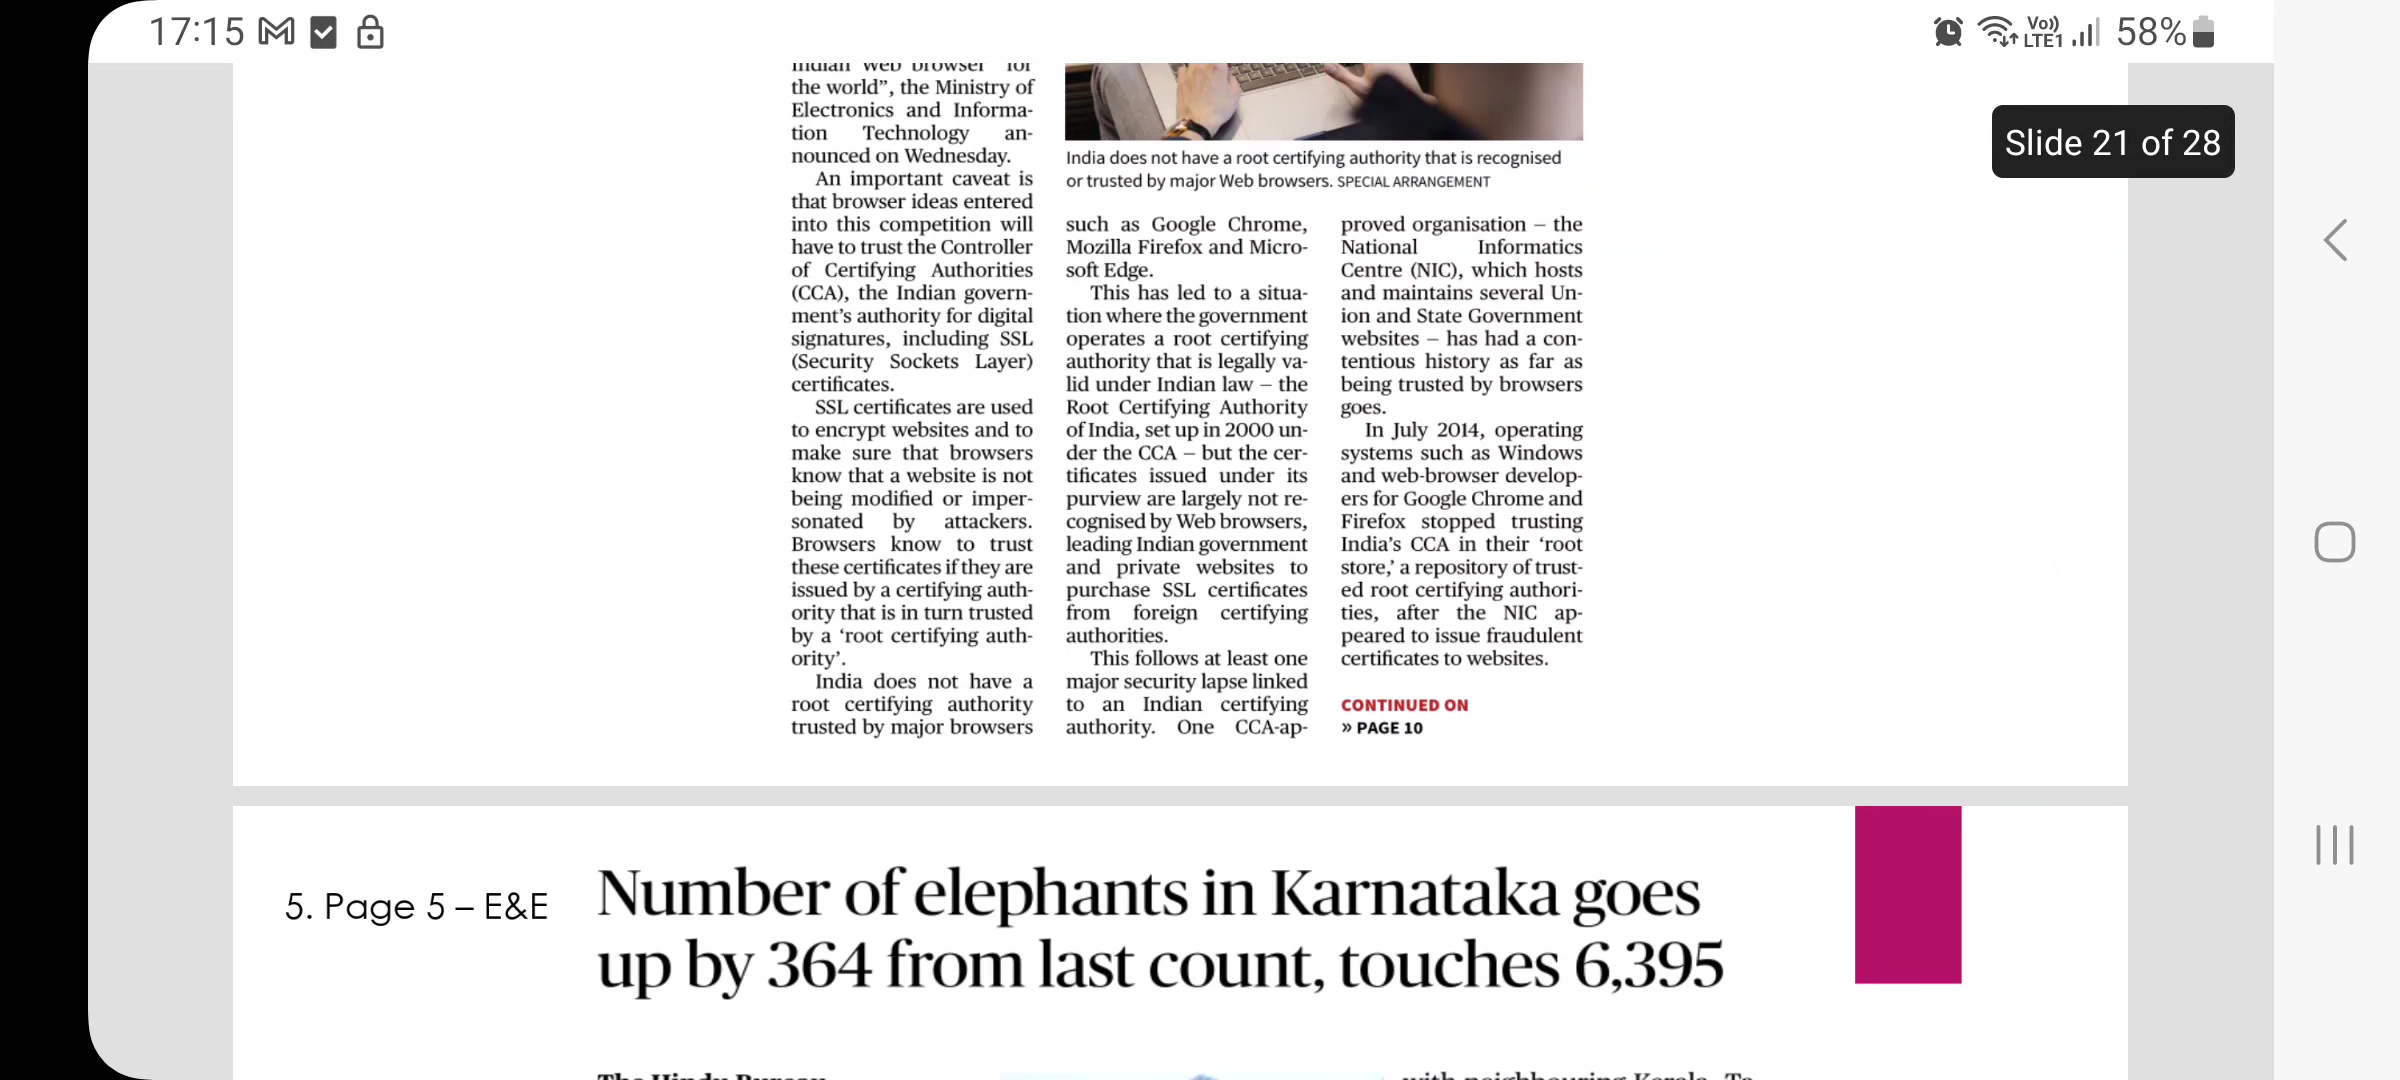 17:15
Vo))
LTE1
58%
Slide 21 of 28
Indian Web browser for
the world”, the Ministry of
Electronics and Informa-
tion Technology an-
nounced on Wednesday.
An important caveat is
that browser ideas entered
into this competition will
have to trust the Controller
of Certifying Authorities
(CCA), the Indian govern-
ment’s authority for digital
signatures, including SSL
(Security Sockets Layer)
certificates.
SSL certificates are used
to encrypt websites and to
make sure that browsers
know that a website is not
being modified or imper-
sonated by attackers.
Browsers know to trust
these certificates if they are
issued by a certifying auth-
ority that is in turn trusted
by a ‘root certifying auth-
ority’.
India does not have a
root certifying authority
trusted by major browsers
India does not have a root certifying authority that is recognised
or trusted by major Web browsers. SPECIAL ARRANGEMENT
such as Google Chrome,
Mozilla Firefox and Micro-
soft Edge.
This has led to a situa-
tion where the government
operates a root certifying
authority that is legally va-
lid under Indian law – the
Root Certifying Authority
of India, set up in 2000 un-
der the CCA – but the cer-
tificates issued under its
purview are largely not re-
cognised by Web browsers,
leading Indian government
and private websites to
purchase SSL certificates
from foreign certifying
authorities.
This follows at least one
major security lapse linked
to an Indian certifying
authority. One CCA-ap-
proved organisation – the
National Informatics
Centre (NIC), which hosts
and maintains several Un-
ion and State Government
websites – has had a con-
tentious history as far as
being trusted by browsers
goes.
In July 2014, operating
systems such as Windows
and web-browser develop-
ers for Google Chrome and
Firefox stopped trusting
India’s CCA in their ‘root
store,’ a repository of trust-
ed root certifying authori-
ties, after the NIC ap-
peared to issue fraudulent
certificates to websites.
CONTINUED ON
» PAGE 10
5. Page 5 – E&E
Number of elephants in Karnataka goes
up by 364 from last count, touches 6,395
The Hindu Bureau
with neighbouring Kerala. To